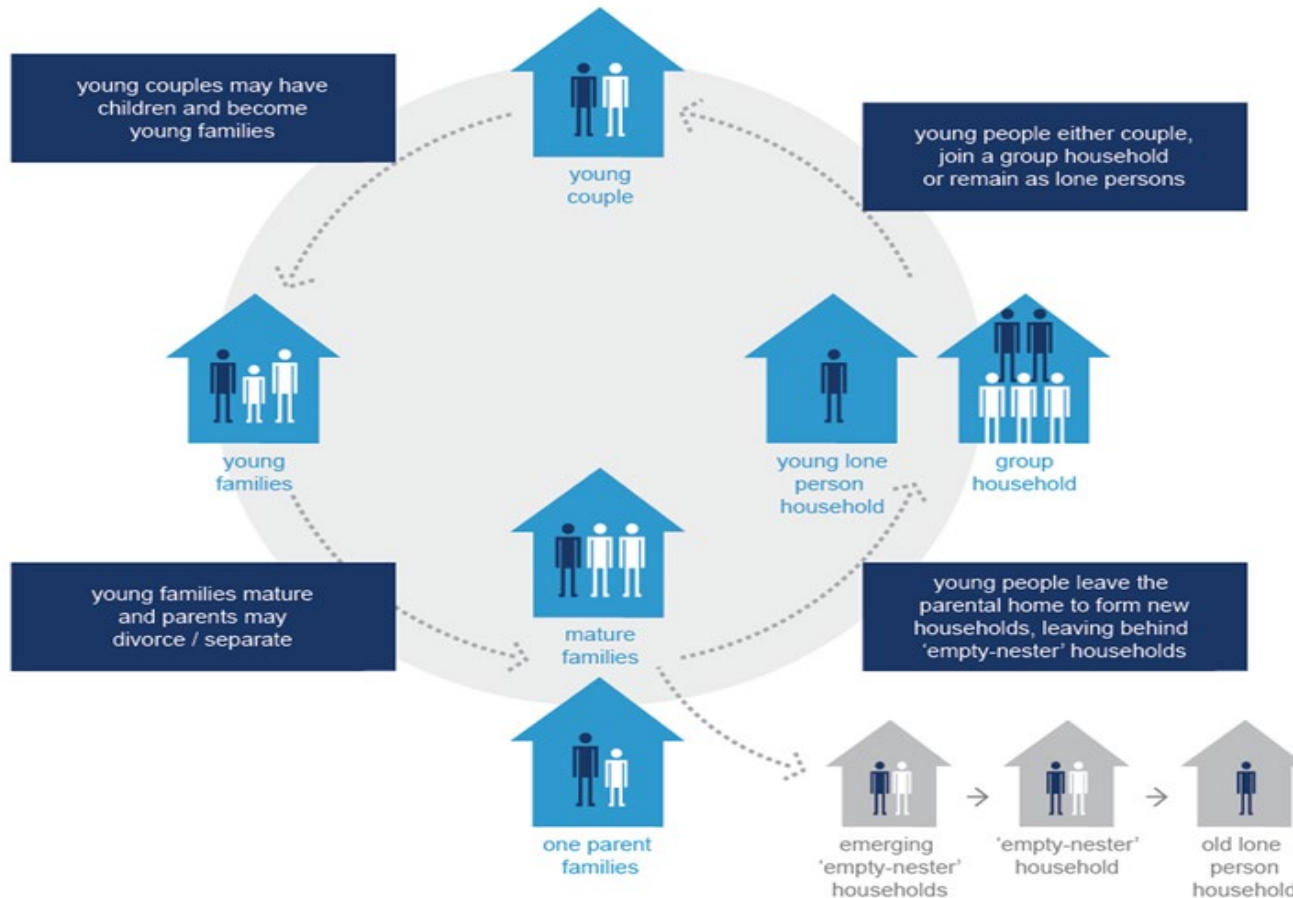 young couples may have
children and become
young families
young
couple
young people either couple,
join a group household
or remain as lone persons
young
families
young lone
person
household
group
household
young families mature
and parents may
divorce / separate
mature
families
young people leave the
parental home to form new
households, leaving behind
‘empty-nester’ households
one parent
families
emerging
‘empty-nester’
households
‘empty-nester’
household
old lone
person
household